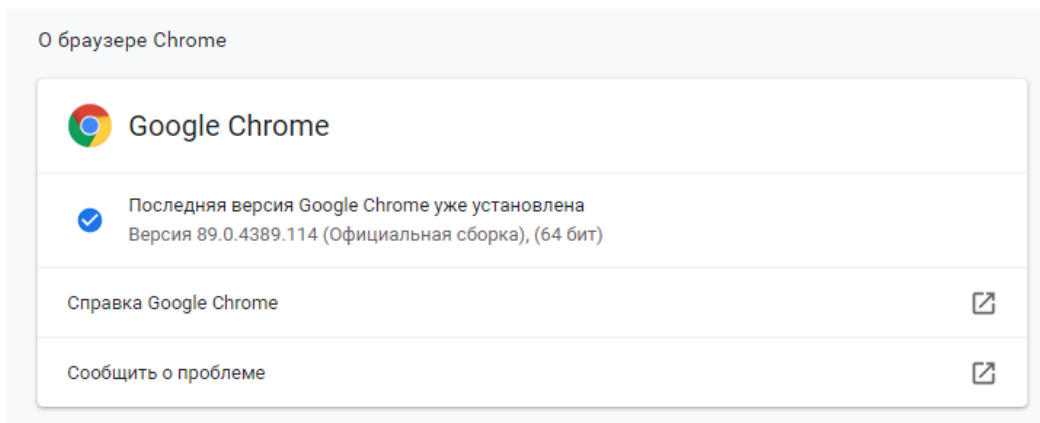 О браузере Chrome
Google Chrome
Последняя версия Google Chrome уже установлена
Версия 89.0.4389.114 (Официальная сборка), (64 бит)
Справка Google Chrome
Сообщить о проблеме